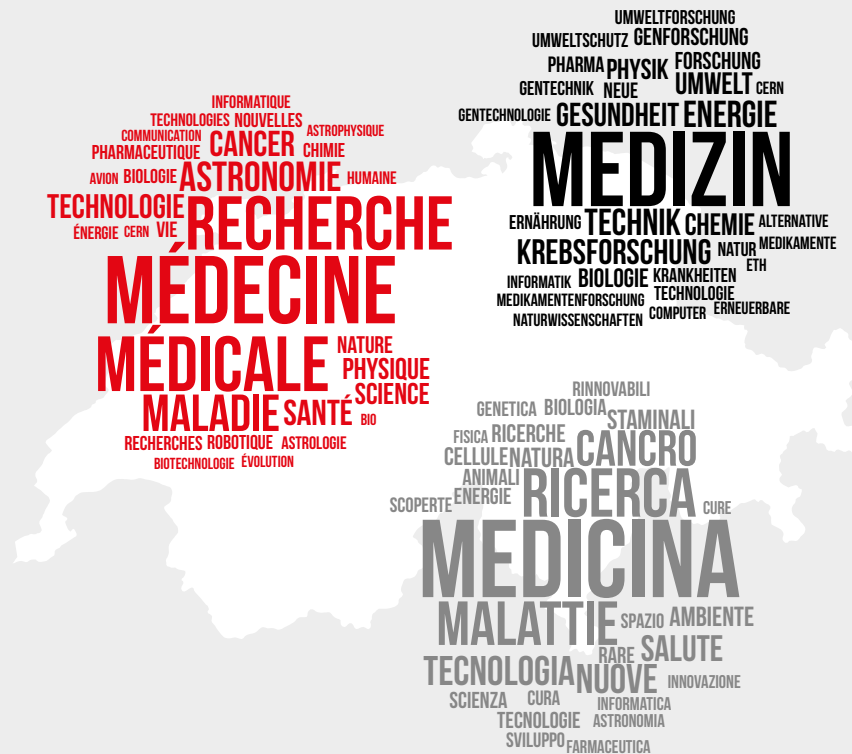 INFORMATIQUE
TECHNOLOGIES NOUVELLES
COMMUNICATION CANCER ASTROPHYSIQUE
PHARMACEUTIQUE CHIMIE
AVION BIOLOGIE ASTRONOMIE HUMAINE
TECHNOLOGIE RECHERCHE
ÉNERGIE CERN VIE
MÉDECINE
MÉDICALE NATURE
PHYSIQUE
SCIENCE
MALADIE SANTÉ BIO
RECHERCHES ROBOTIQUE ASTROLOGIE
BIOTECHNOLOGIE ÉVOLUTION
UMWELTFORSCHUNG
UMWELTSCHUTZ GENFORSCHUNG
PHARMA PHYSIK FORSCHUNG
GENTECHNIK NEUE UMWELT CERN
GENTECHNOLOGIE GESUNDHEIT ENERGIE
MEDIZIN
ERNÄHRUNG TECHNIK CHEMIE ALTERNATIVE
KREBSFORSCHUNG NATUR MEDIKAMENTE
ETH
INFORMATIK BIOLOGIE KRANKHEITEN
MEDIKAMENTENFORSCHUNG TECHNOLOGIE
NATURWISSENSCHAFTEN COMPUTER ERNEUERBARE
RINNOVABILI
GENETICA BIOLOGIA STAMINALI
FISICA RICERCHE CANCRO
CELLULE NATURA
ANIMALI RICERCA
SCOPERTE ENERGIE CURE
MEDICINA
MALATTIE SPAZIO AMBIENTE
RARE SALUTE
TECNOLOGIA NUOVE INNOVAZIONE
SCIENZA CURA INFORMATICA
TECNOLOGIE ASTRONOMIA
SVILUPPO FARMACEUTICA